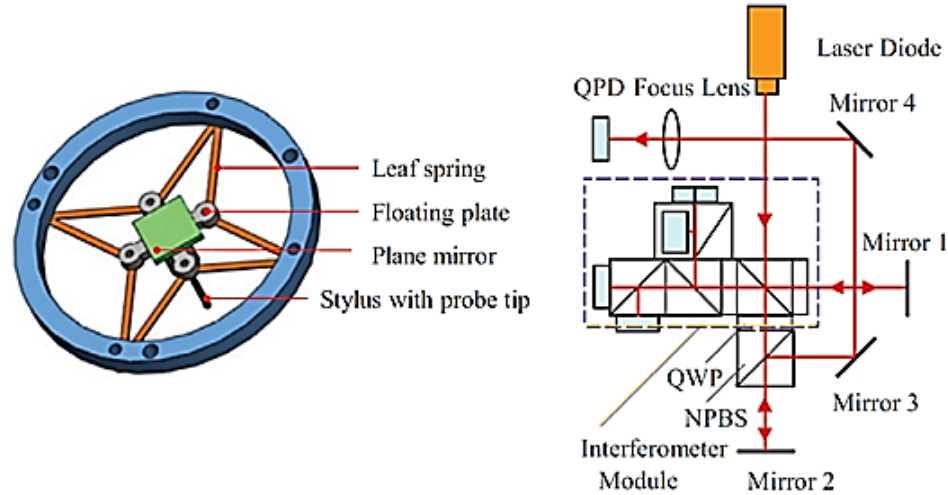 Leaf spring
Floating plate
Plane mirror
Stylus with probe tip
Laser Diode
QPD Focus Lens
Mirror 4
Mirror 1
QWP
NPBS
Mirror 3
Interferometer
Module
Mirror 2